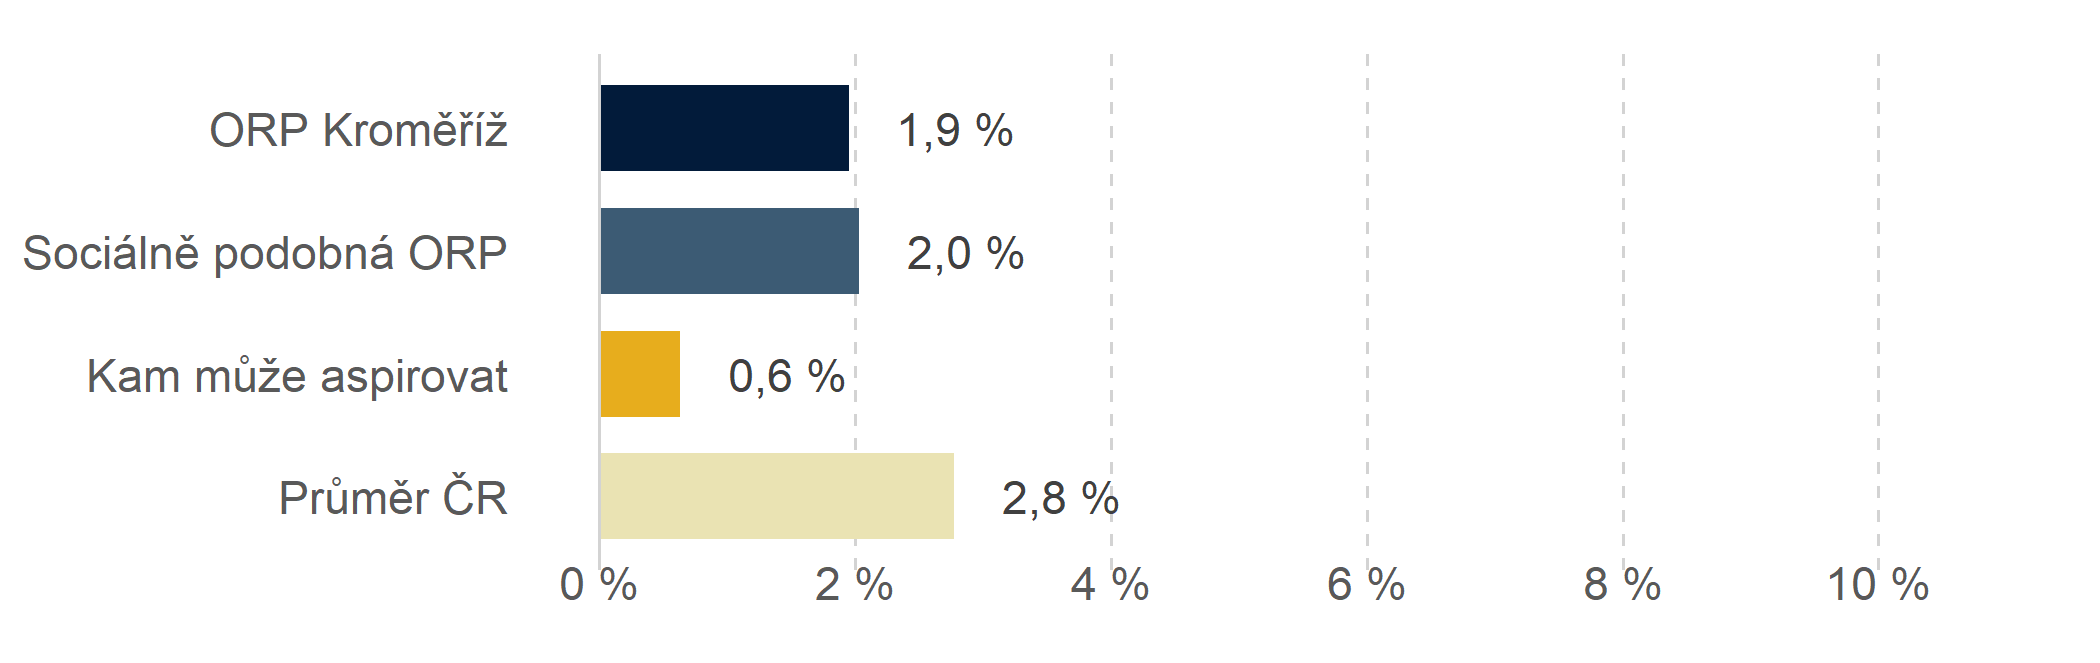 ORP Kroměříž 1,9 %
Sociálně podobná ORP 2,0 %
Kam může aspirovat 0,6 %
Průměr ČR 2,8 %
0 % 2 % 4 % 6 % 8 % 10 %